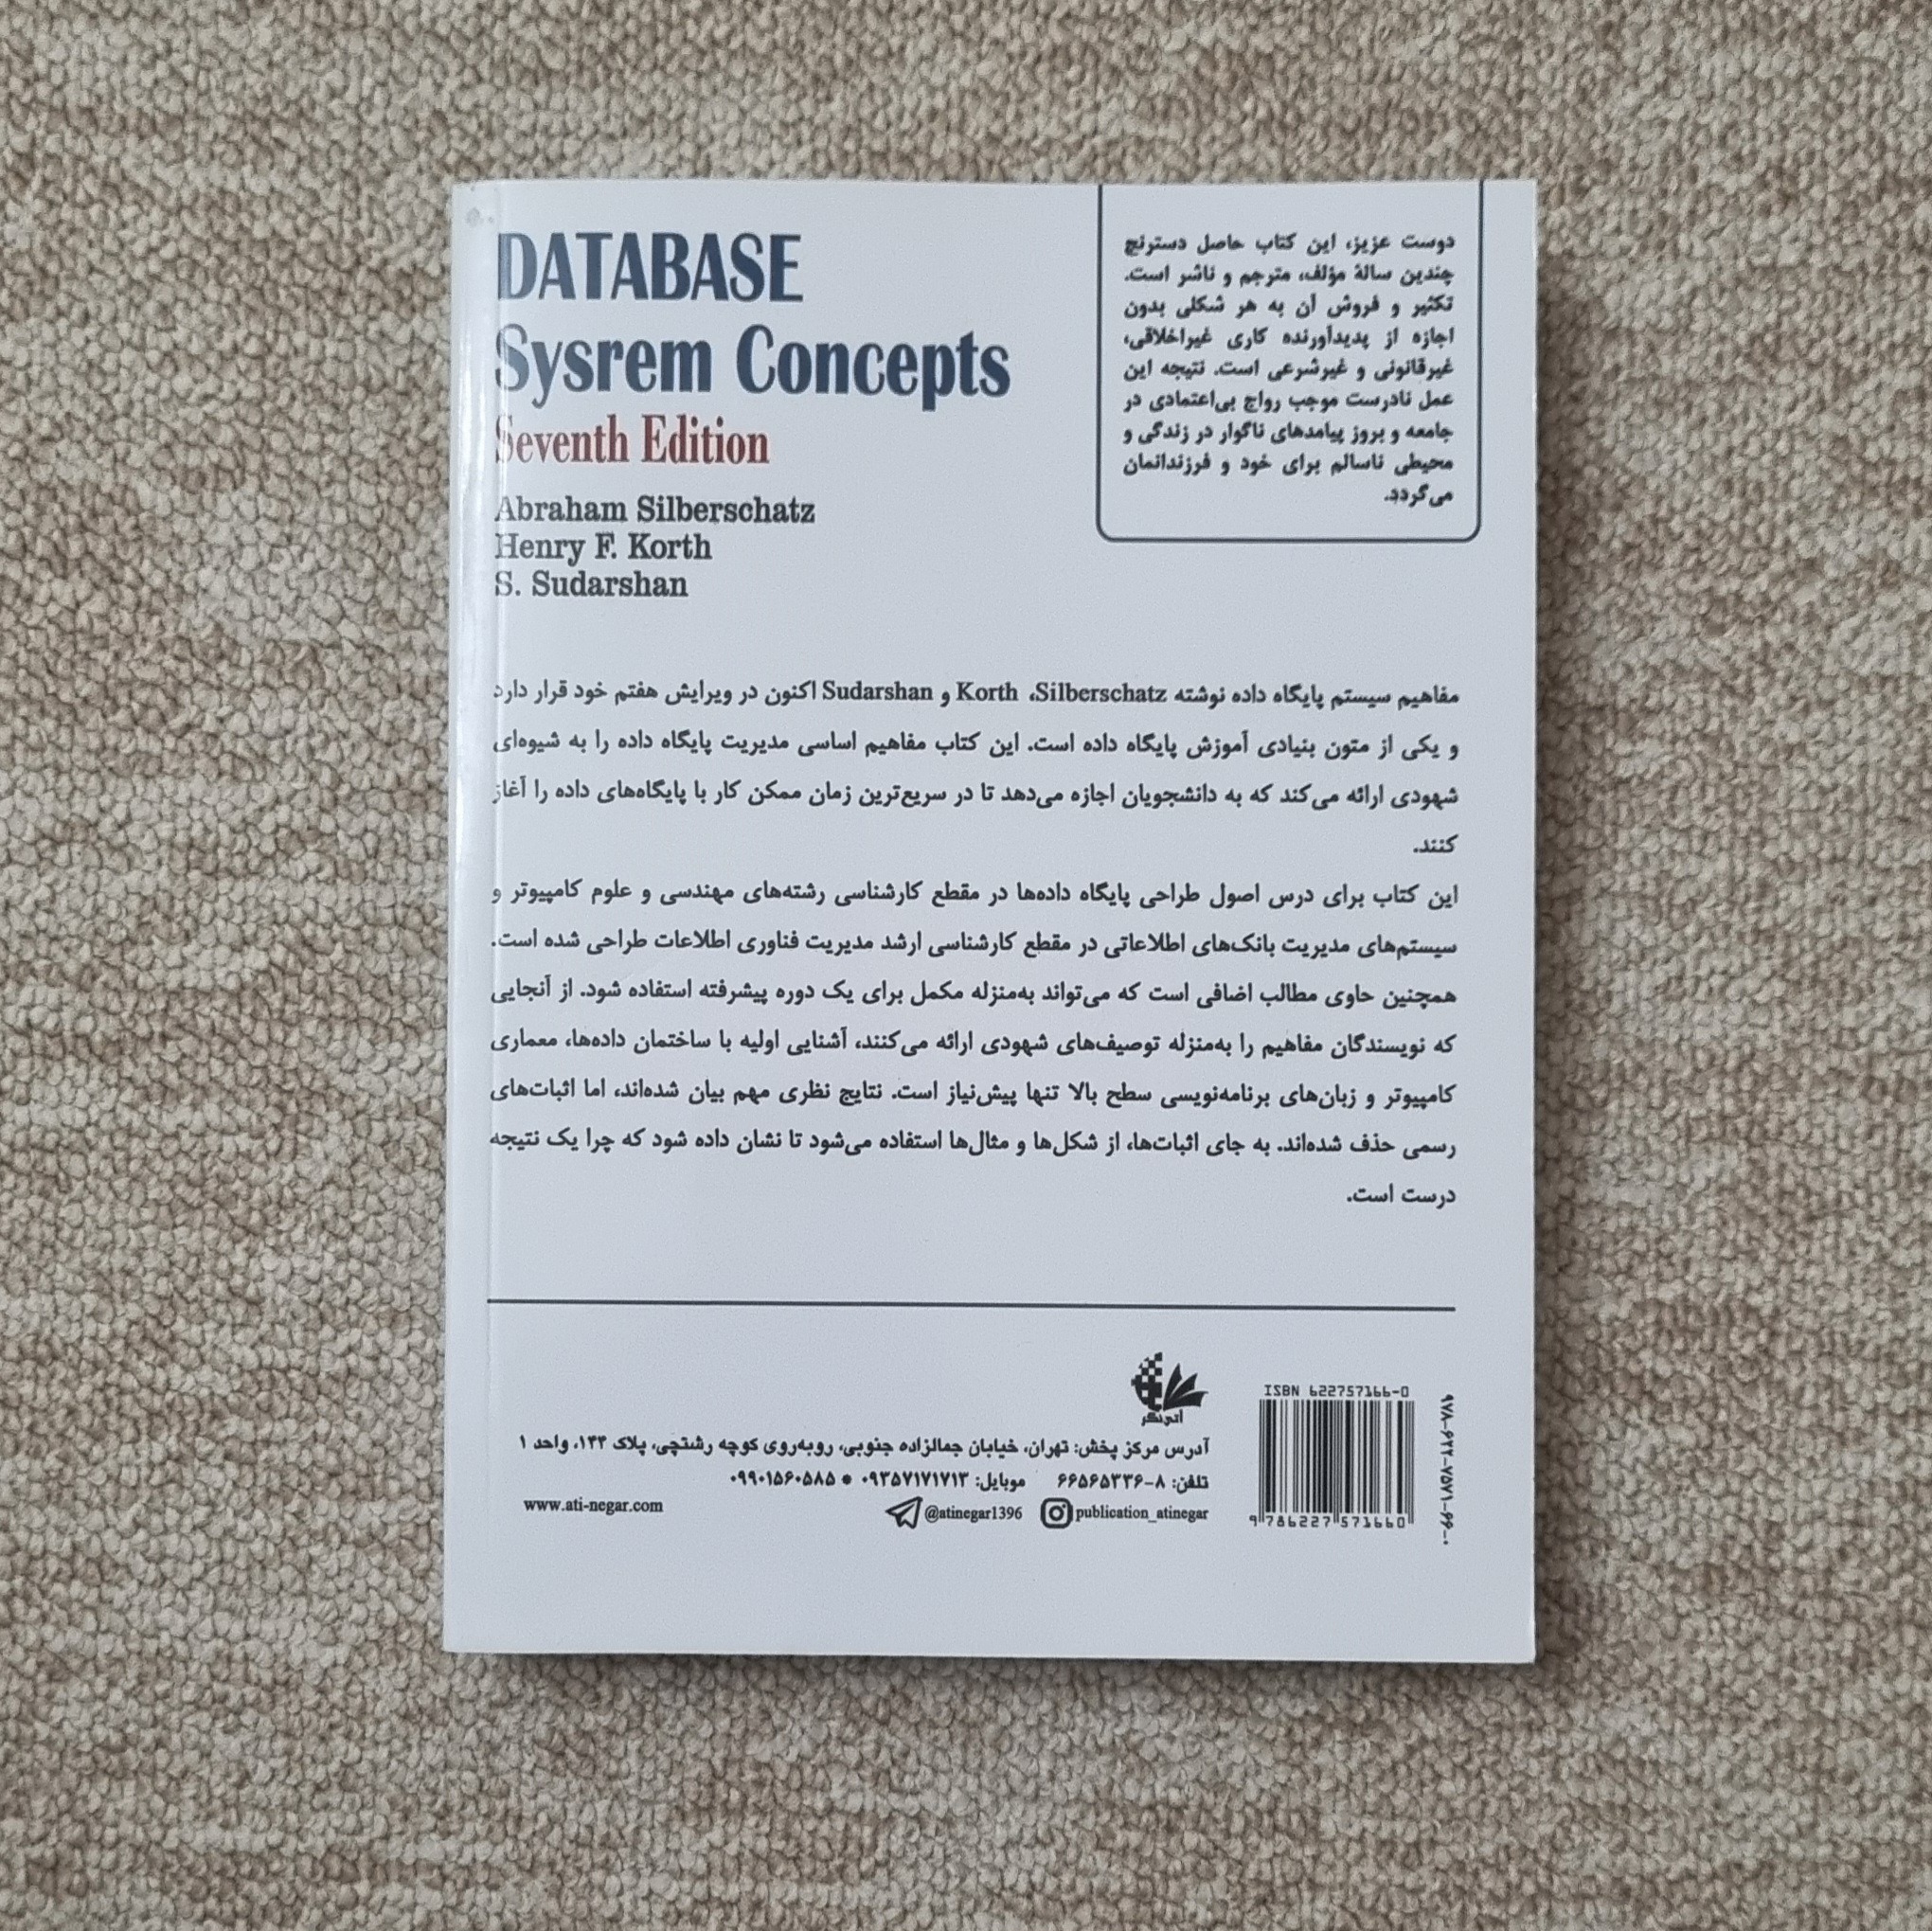 DATABASE
Sysrem Concepts
Seventh Edition
Abraham Silberschatz
Henry F. Korth
S. Sudarshan
دوست عزیز، این کتاب حاصل دسترنج
چندین سالهٔ مؤلف، مترجم و ناشر است.
تکثیر و فروش آن به هر شکلی بدون
اجازه از پدیدآورنده کاری غیراخلاقی،
غیرقانونی و غیرشرعی است. نتیجه این
عمل نادرست موجب رواج بی‌اعتمادی در
جامعه و بروز پیامدهای ناگوار در زندگی و
محیطی ناسالم برای خود و فرزندانمان
می‌گردد.
مفاهیم سیستم پایگاه داده نوشته Korth ،Silberschatz و Sudarshan اکنون در ویرایش هفتم خود قرار دارد
و یکی از متون بنیادی آموزش پایگاه داده است. این کتاب مفاهیم اساسی مدیریت پایگاه داده را به شیوه‌ای
شهودی ارائه می‌کند که به دانشجویان اجازه می‌دهد تا در سریع‌ترین زمان ممکن کار با پایگاه‌های داده را آغاز
کنند.
این کتاب برای درس اصول طراحی پایگاه داده‌ها در مقطع کارشناسی رشته‌های مهندسی و علوم کامپیوتر و
سیستم‌های مدیریت بانک‌های اطلاعاتی در مقطع کارشناسی ارشد مدیریت فناوری اطلاعات طراحی شده است.
همچنین حاوی مطالب اضافی است که می‌تواند به‌منزله مکمل برای یک دوره پیشرفته استفاده شود. از آنجایی
که نویسندگان مفاهیم را به‌منزله توصیف‌های شهودی ارائه می‌کنند، آشنایی اولیه با ساختمان داده‌ها، معماری
کامپیوتر و زبان‌های برنامه‌نویسی سطح بالا تنها پیش‌نیاز است. نتایج نظری مهم بیان شده‌اند، اما اثبات‌های
رسمی حذف شده‌اند. به جای اثبات‌ها، از شکل‌ها و مثال‌ها استفاده می‌شود تا نشان داده شود که چرا یک نتیجه
درست است.
آتی‌نگر
آدرس مرکز پخش: تهران، خیابان جمالزاده جنوبی، روبه‌روی کوچه رشتچی، پلاک ۱۴۴، واحد ۱
تلفن: ۸-۶۶۵۶۵۳۳۶ موبایل: ۰۹۳۵۷۱۷۱۷۱۳ • ۰۹۹۰۱۵۶۰۵۸۵
publication_atinegar @atinegar1396 www.ati-negar.com
ISBN 622757166-0
9 786227 571660
۹۷۸-۶۲۲-۷۵۷۱-۶۶-۰